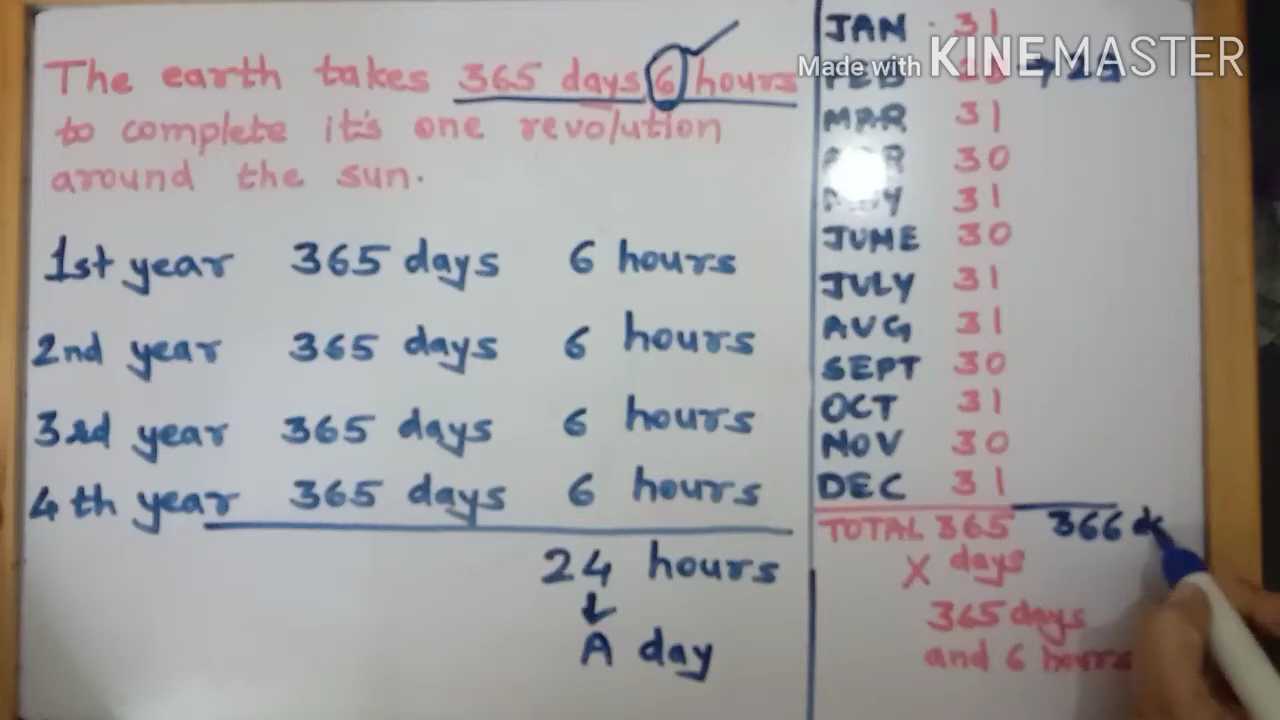 The earth takes 365 days 6 hours
to complete it's one revolution
around the sun.
1st year 365 days 6 hours
2nd year 365 days 6 hours
3rd year 365 days 6 hours
4th year 365 days 6 hours
24 hours
A day
JAN 31
Made with KINEMASTER
FEB
MAR 31
30
31
JUME 30
JULY 31
AUG 31
SEPT 30
OCT 31
NOV 30
DEC 31
TOTAL 365 366
X days
365 days
and 6 hours